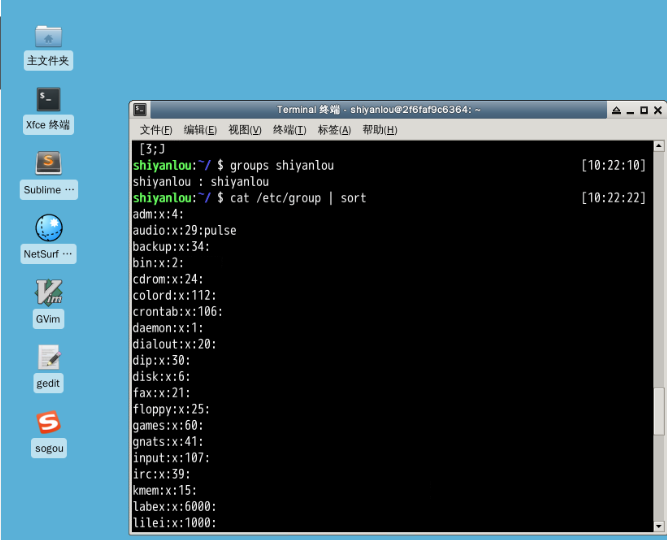 主文件夹
Xfce 终端
Sublime ⋯
NetSurf ⋯
GVim
gedit
sogou
Terminal 终端 - shiyanlou@2f6faf9c6364: ~
文件(F) 编辑(E) 视图(V) 终端(T) 标签(A) 帮助(H)
[3;J
shiyanlou:~/ $ groups shiyanlou [10:22:10]
shiyanlou : shiyanlou
shiyanlou:~/ $ cat /etc/group | sort [10:22:22]
adm:x:4:
audio:x:29:pulse
backup:x:34:
bin:x:2:
cdrom:x:24:
colord:x:112:
crontab:x:106:
daemon:x:1:
dialout:x:20:
dip:x:30:
disk:x:6:
fax:x:21:
floppy:x:25:
games:x:60:
gnats:x:41:
input:x:107:
irc:x:39:
kmem:x:15:
labex:x:6000:
lilei:x:1000: